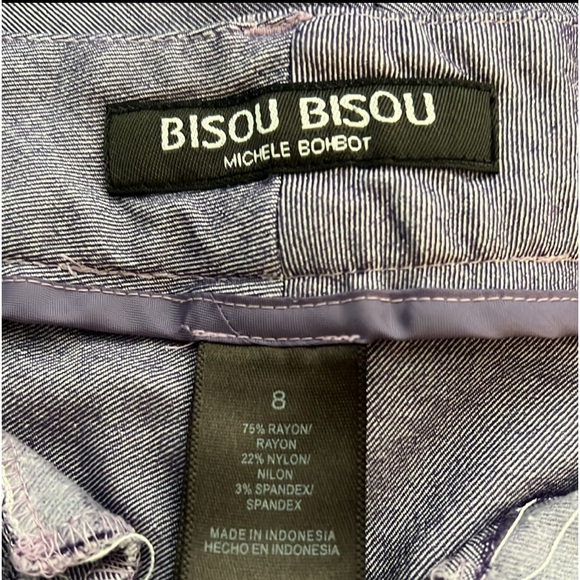 BISOU BISOU
MICHELE BOHBOT
8
75% RAYON/
RAYON
22% NYLON/
NILON
3% SPANDEX/
SPANDEX
MADE IN INDONESIA
HECHO EN INDONESIA